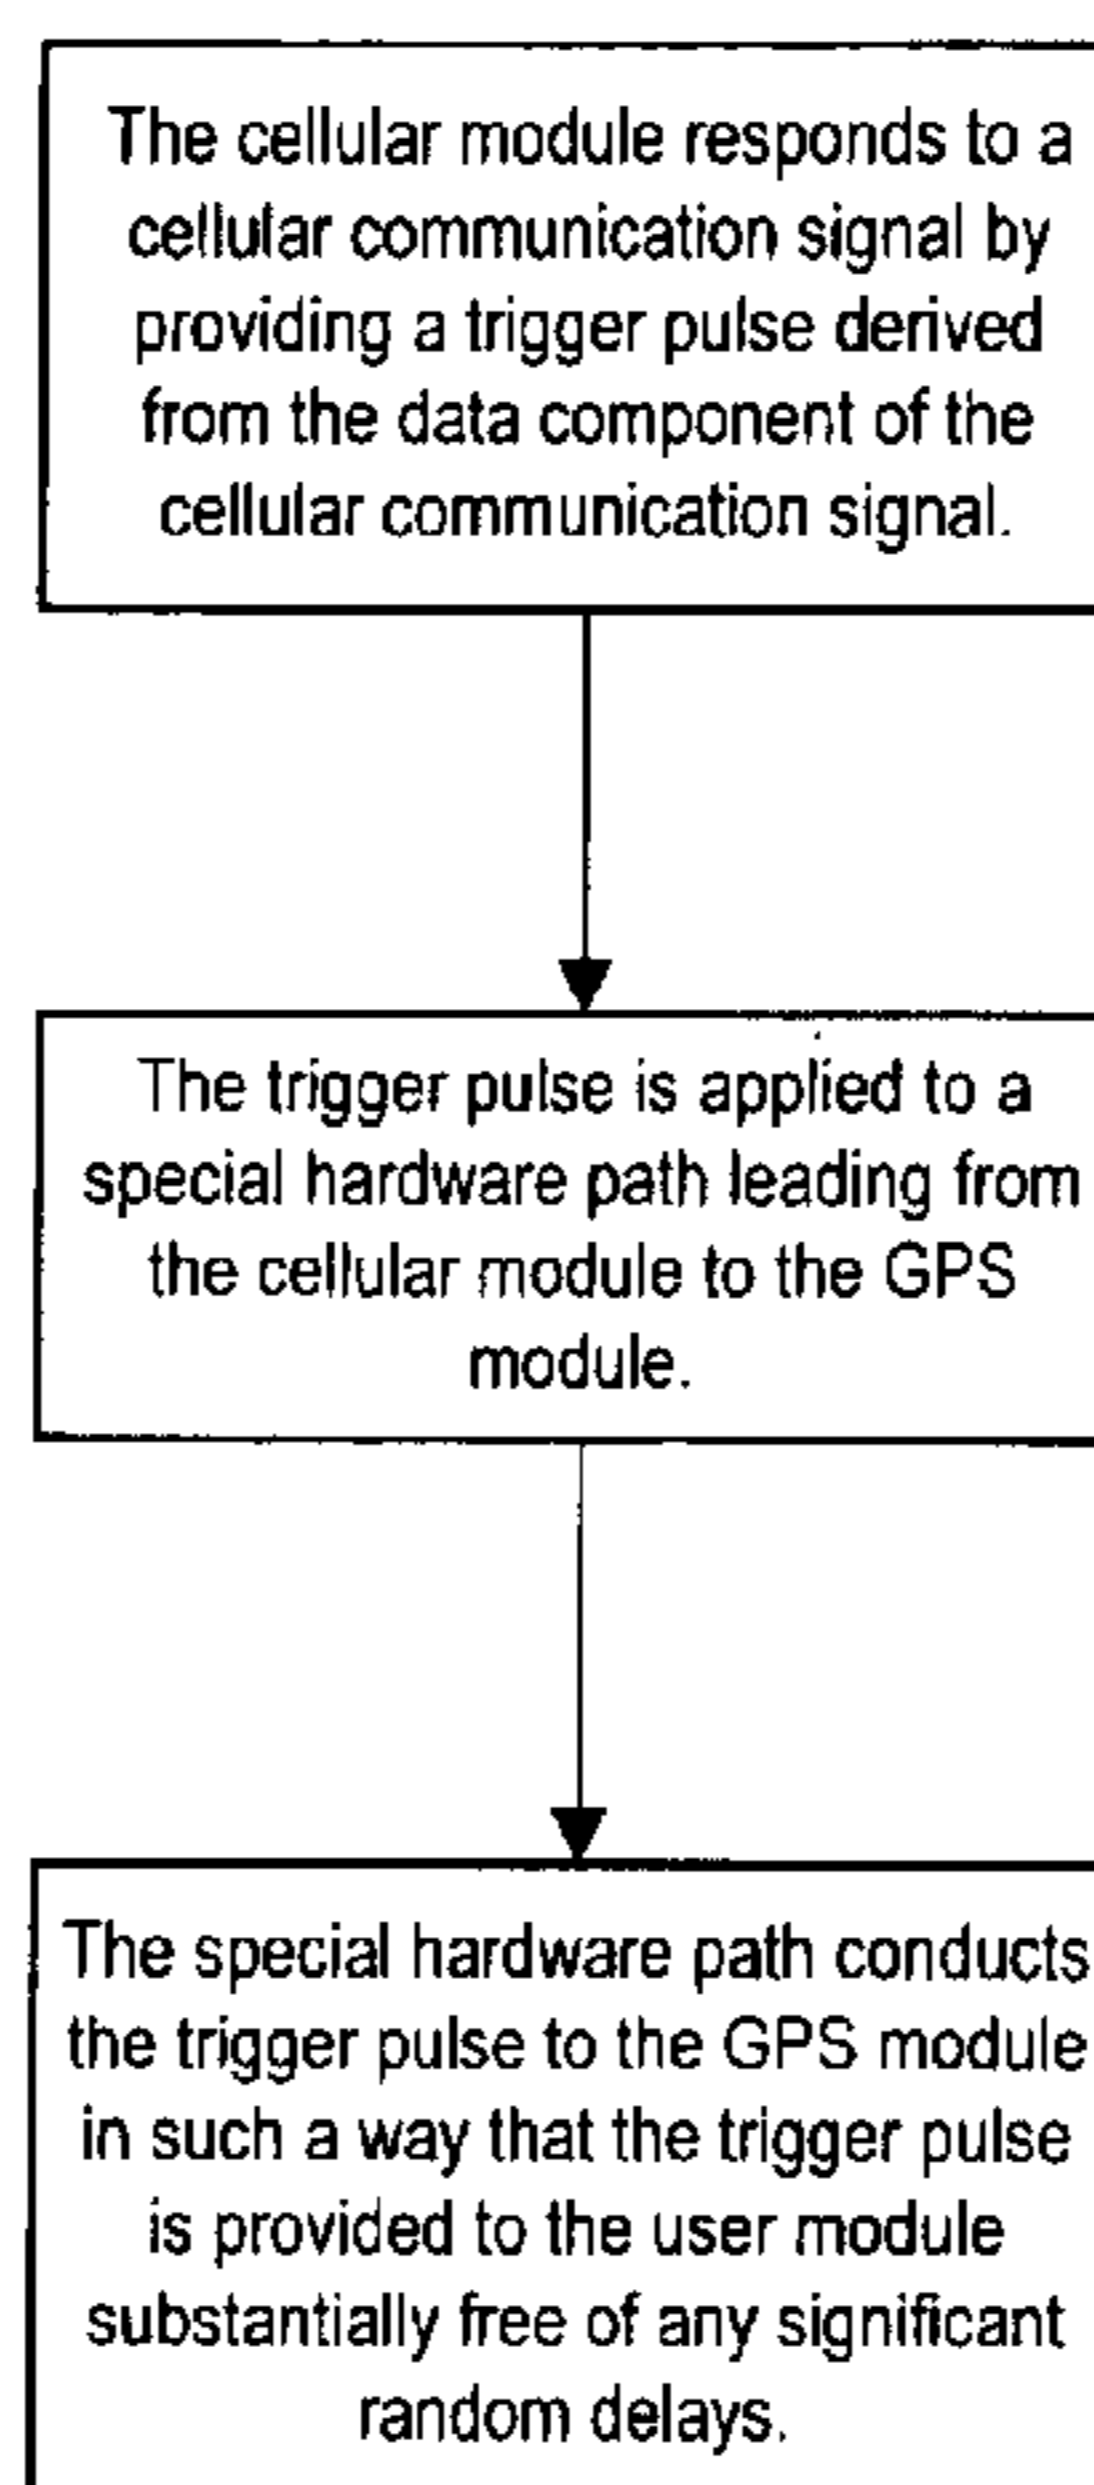 The cellular module responds to a
cellular communication signal by
providing a trigger pulse derived
from the data component of the
cellular communication signal.
The trigger pulse is applied to a
special hardware path leading from
the cellular module to the GPS
module.
The special hardware path conducts
the trigger pulse to the GPS module
in such a way that the trigger pulse
is provided to the user module
substantially free of any significant
random delays.